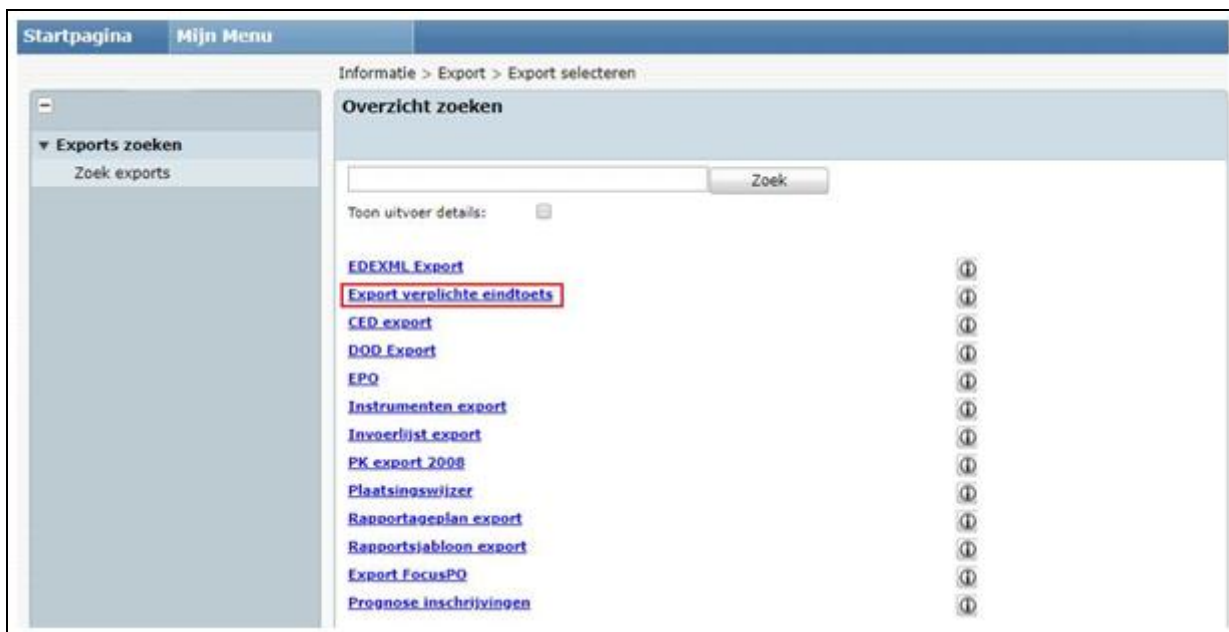 Startpagina Mijn Menu
Informatie > Export > Export selecteren
Exports zoeken
Zoek exports
Overzicht zoeken
Zoek
Toon uitvoer details:
EDEXML Export
Export verplichte eindtoets
CED export
DOD Export
EPO
Instrumenten export
Invoerlijst export
PK export 2008
Plaatsingswijzer
Rapportageplan export
Rapportsjabloon export
Export FocusPO
Prognose inschrijvingen